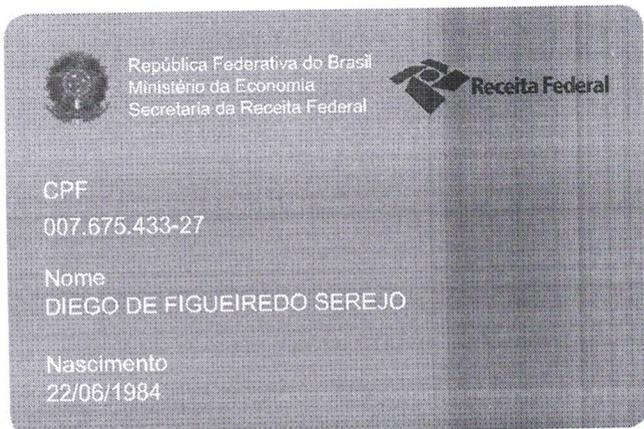 República Federativa do Brasil
Ministério da Economia
Secretaria da Receita Federal
Receita Federal
CPF
007.675.433-27
Nome
DIEGO DE FIGUEIREDO SEREJO
Nascimento
22/06/1984